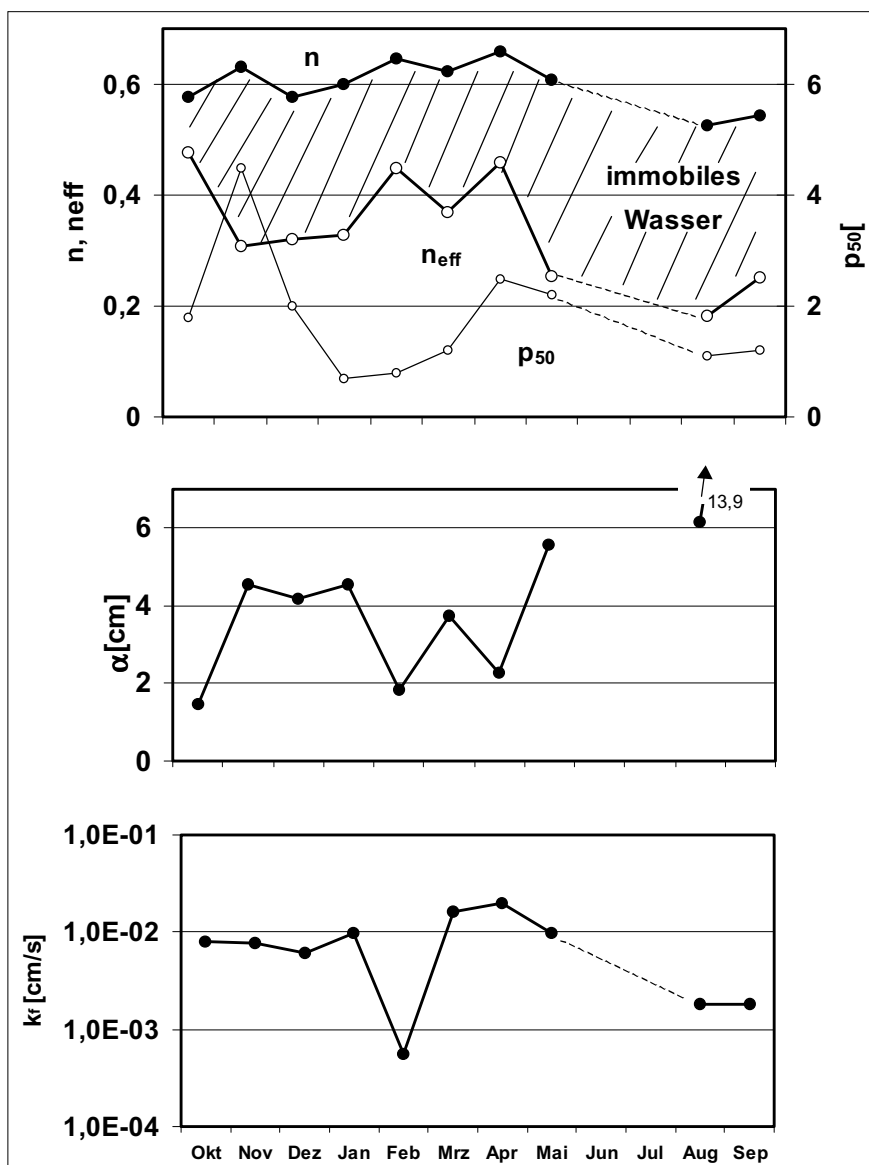 n
0,6
6
n, neff
immobiles
Wasser
0,4
4
n_eff
p50[
0,2
2
p50
0
0
13,9
6
α[cm]
4
2
0
1,0E-01
1,0E-02
kf [cm/s]
1,0E-03
1,0E-04
Okt Nov Dez Jan Feb Mrz Apr Mai Jun Jul Aug Sep